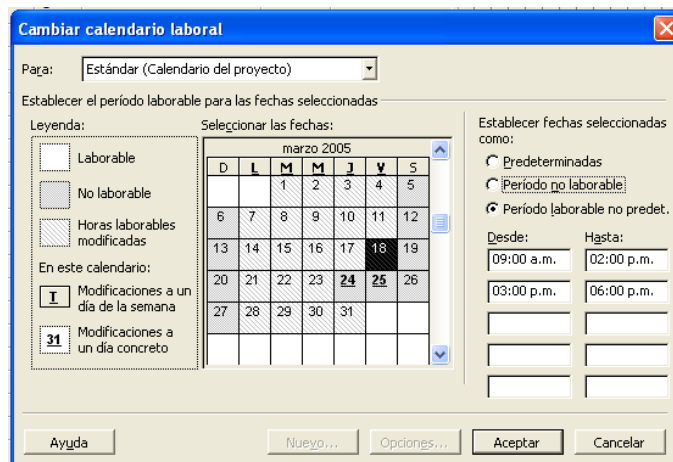 Cambiar calendario laboral
Para: Estándar (Calendario del proyecto)
Establecer el período laborable para las fechas seleccionadas
Leyenda:
Laborable
No laborable
Horas laborables
modificadas
En este calendario:
T Modificaciones a un
día de la semana
31 Modificaciones a
un día concreto
Seleccionar las fechas:
marzo 2005
D L M M J V S
1 2 3 4 5
6 7 8 9 10 11 12
13 14 15 16 17 18 19
20 21 22 23 24 25 26
27 28 29 30 31
Establecer fechas seleccionadas
como:
Predeterminadas
Período no laborable
Período laborable no predet.
Desde: Hasta:
09:00 a.m. 02:00 p.m.
03:00 p.m. 06:00 p.m.
Ayuda Nuevo... Opciones... Aceptar Cancelar